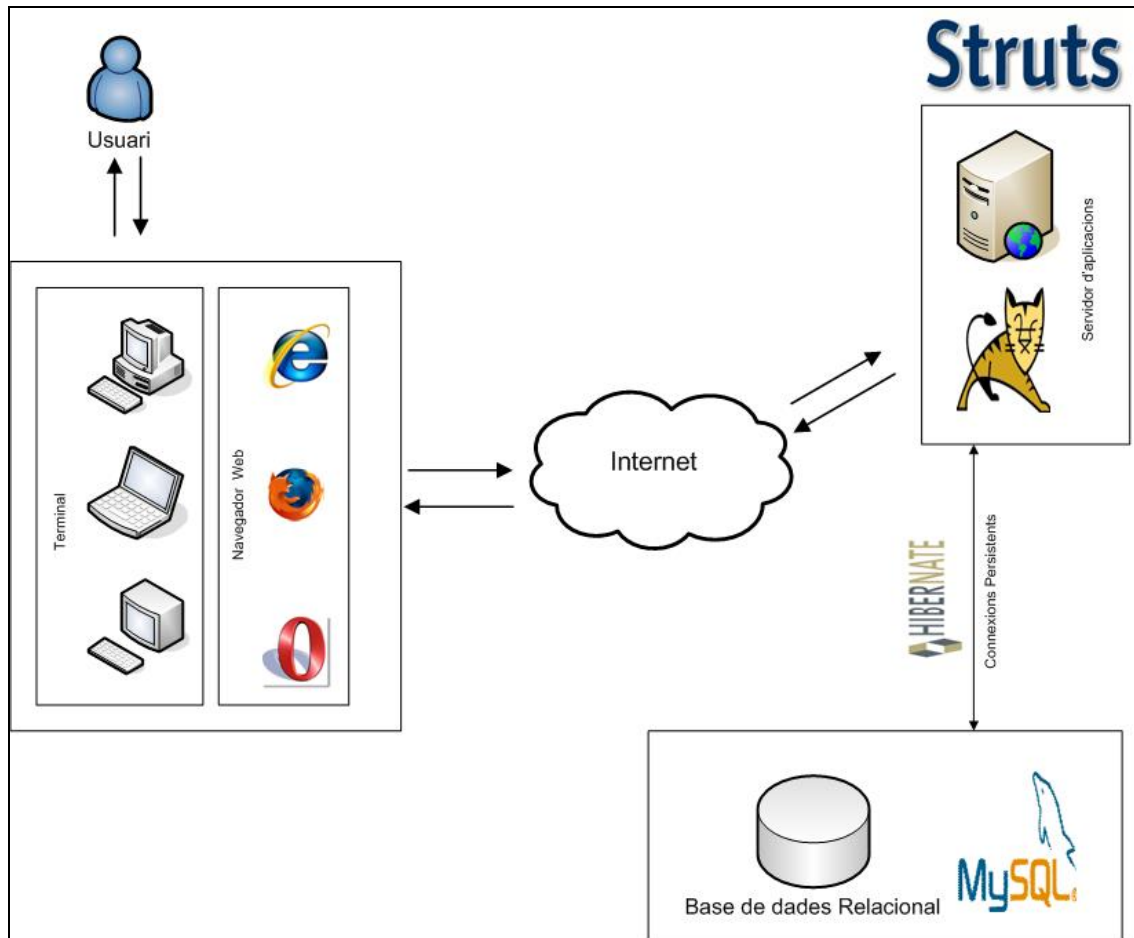 Struts
Usuari
Servidor d'aplicacions
Terminal
Navegador Web
Internet
HIBERNATE
Connexions Persistents
Base de dades Relacional
MySQL